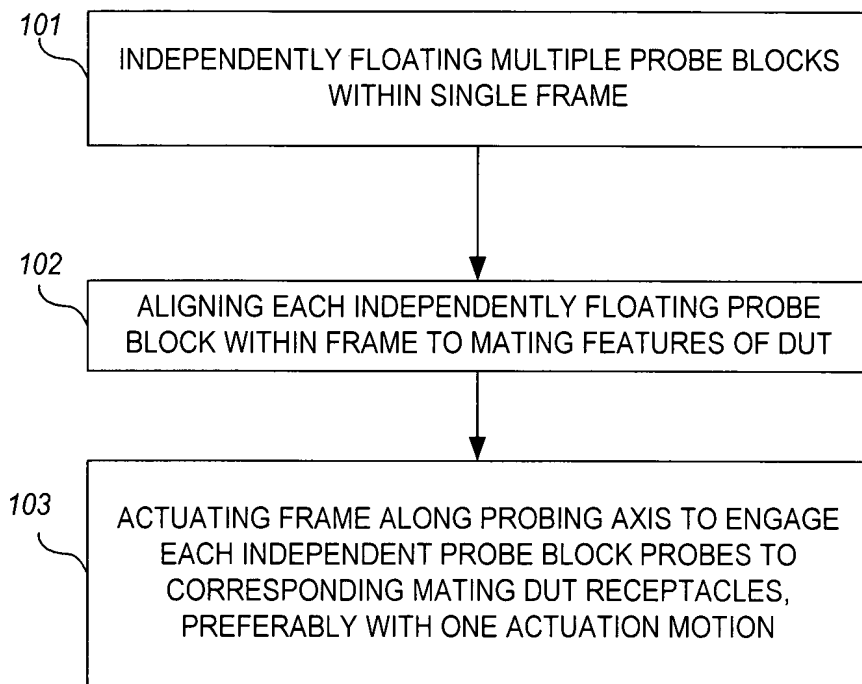 101
INDEPENDENTLY FLOATING MULTIPLE PROBE BLOCKS
WITHIN SINGLE FRAME
102
ALIGNING EACH INDEPENDENTLY FLOATING PROBE
BLOCK WITHIN FRAME TO MATING FEATURES OF DUT
103
ACTUATING FRAME ALONG PROBING AXIS TO ENGAGE
EACH INDEPENDENT PROBE BLOCK PROBES TO
CORRESPONDING MATING DUT RECEPTACLES,
PREFERABLY WITH ONE ACTUATION MOTION